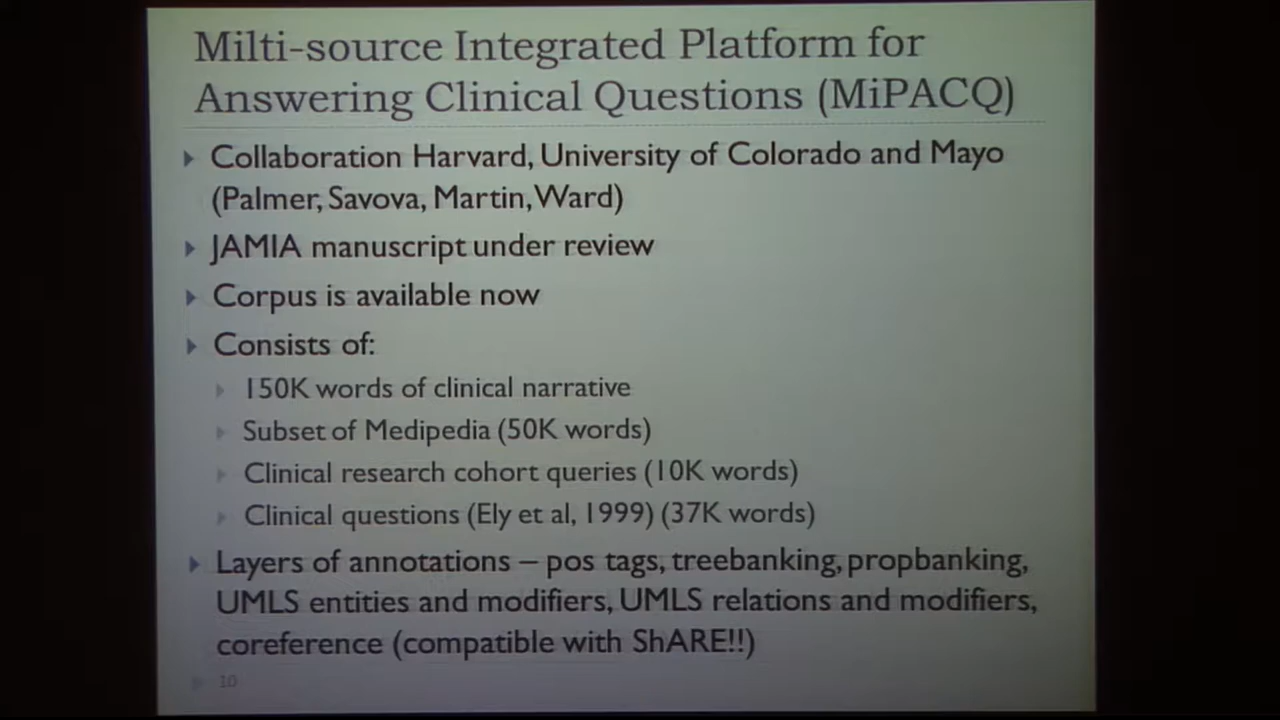 Milti-source Integrated Platform for
Answering Clinical Questions (MiPACQ)
Collaboration Harvard, University of Colorado and Mayo
(Palmer, Savova, Martin, Ward)
JAMIA manuscript under review
Corpus is available now
Consists of:
150K words of clinical narrative
Subset of Medipedia (50K words)
Clinical research cohort queries (10K words)
Clinical questions (Ely et al, 1999) (37K words)
Layers of annotations – pos tags, treebanking, propbanking,
UMLS entities and modifiers, UMLS relations and modifiers,
coreference (compatible with ShARE!!)
10